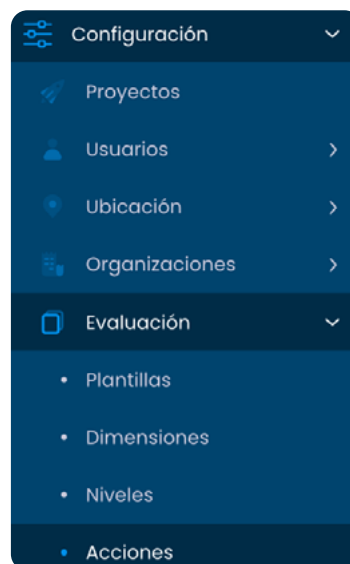 Configuración
Proyectos
Usuarios
Ubicación
Organizaciones
Evaluación
• Plantillas
• Dimensiones
• Niveles
• Acciones